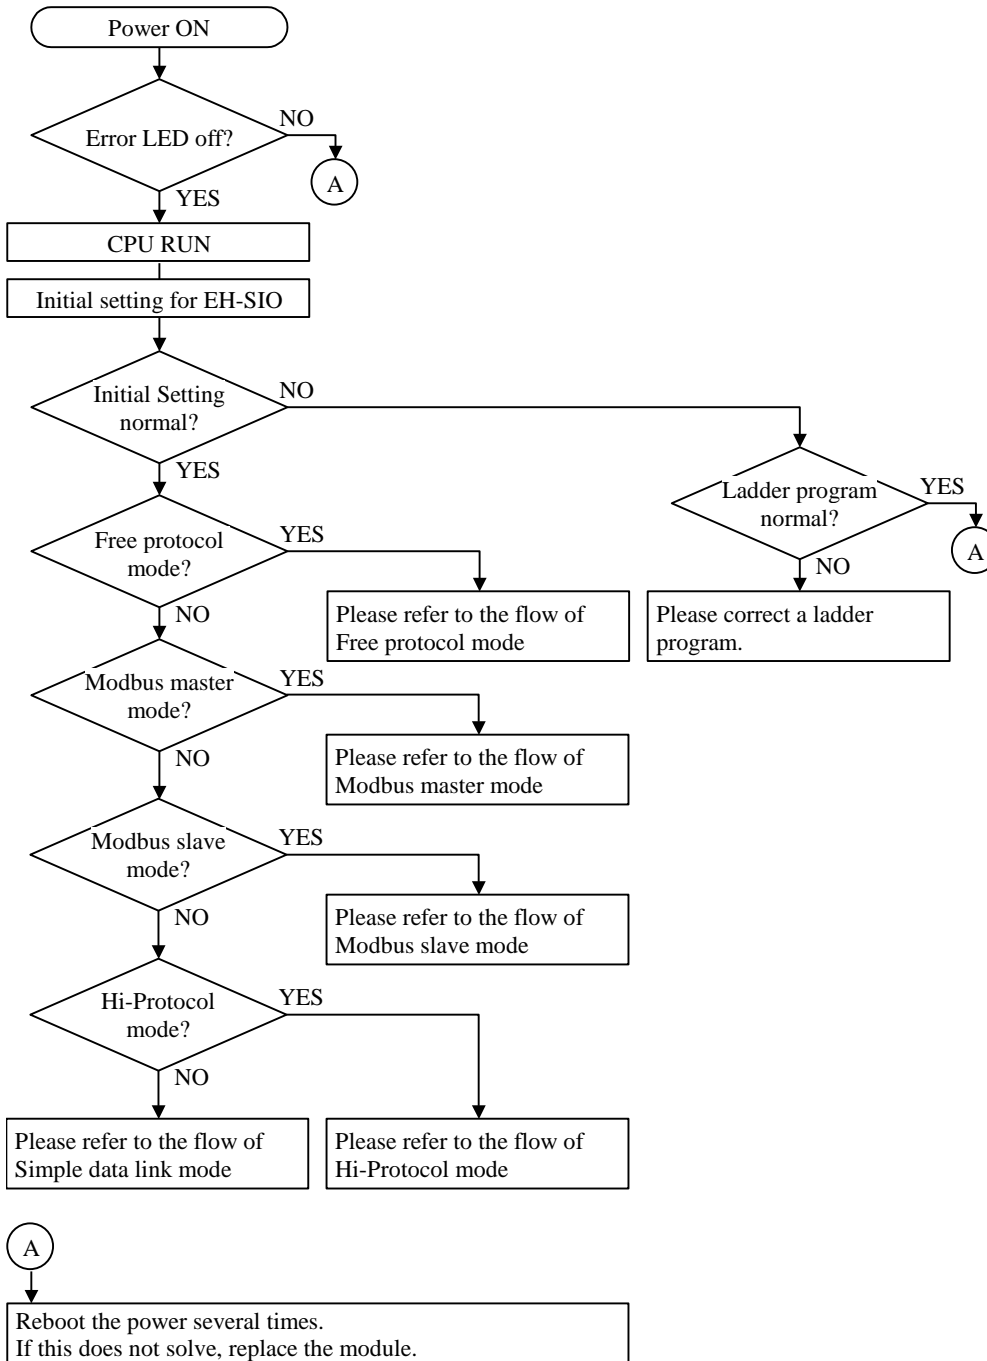 Power ON
Error LED off?
NO
A
YES
CPU RUN
Initial setting for EH-SIO
Initial Setting
normal?
NO
YES
Ladder program
normal?
YES
A
NO
Please correct a ladder
program.
Free protocol
mode?
YES
Please refer to the flow of
Free protocol mode
NO
Modbus master
mode?
YES
Please refer to the flow of
Modbus master mode
NO
Modbus slave
mode?
YES
Please refer to the flow of
Modbus slave mode
NO
Hi-Protocol
mode?
YES
NO
Please refer to the flow of
Simple data link mode
Please refer to the flow of
Hi-Protocol mode
A
Reboot the power several times.
If this does not solve, replace the module.